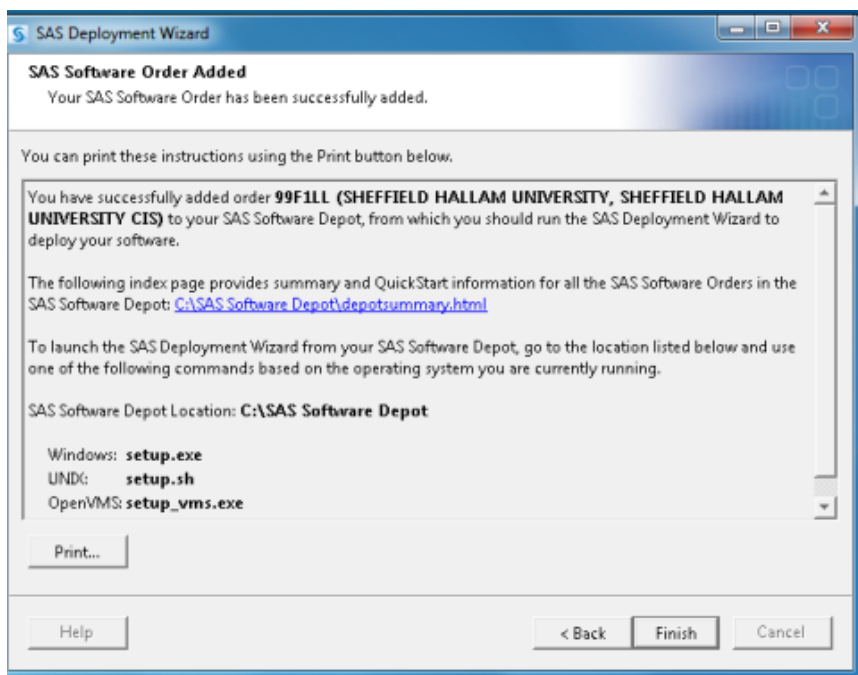 SAS Deployment Wizard
SAS Software Order Added
Your SAS Software Order has been successfully added.
You can print these instructions using the Print button below.
You have successfully added order 99F1LL (SHEFFIELD HALLAM UNIVERSITY, SHEFFIELD HALLAM
UNIVERSITY CIS) to your SAS Software Depot, from which you should run the SAS Deployment Wizard to
deploy your software.
The following index page provides summary and QuickStart information for all the SAS Software Orders in the
SAS Software Depot: C:\SAS Software Depot\depotsummary.html
To launch the SAS Deployment Wizard from your SAS Software Depot, go to the location listed below and use
one of the following commands based on the operating system you are currently running.
SAS Software Depot Location: C:\SAS Software Depot
Windows: setup.exe
UNIX: setup.sh
OpenVMS: setup_vms.exe
Print...
Help
< Back
Finish
Cancel